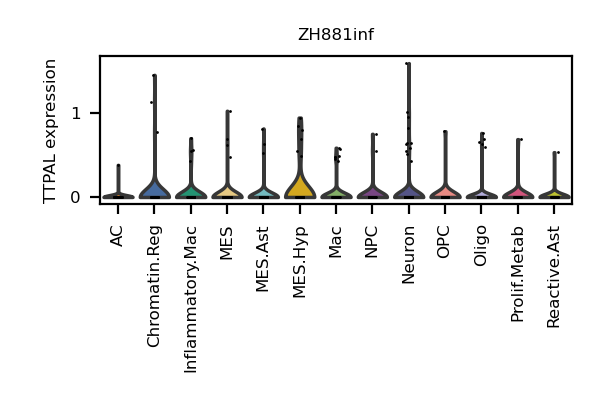 ZH881inf
TTPAL expression
1
0
AC
Chromatin.Reg
Inflammatory.Mac
MES
MES.Ast
MES.Hyp
Mac
NPC
Neuron
OPC
Oligo
Prolif.Metab
Reactive.Ast